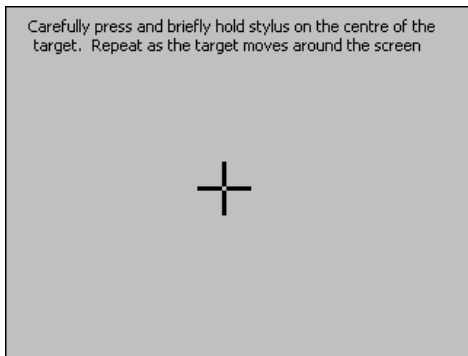 Carefully press and briefly hold stylus on the centre of the
target.  Repeat as the target moves around the screen